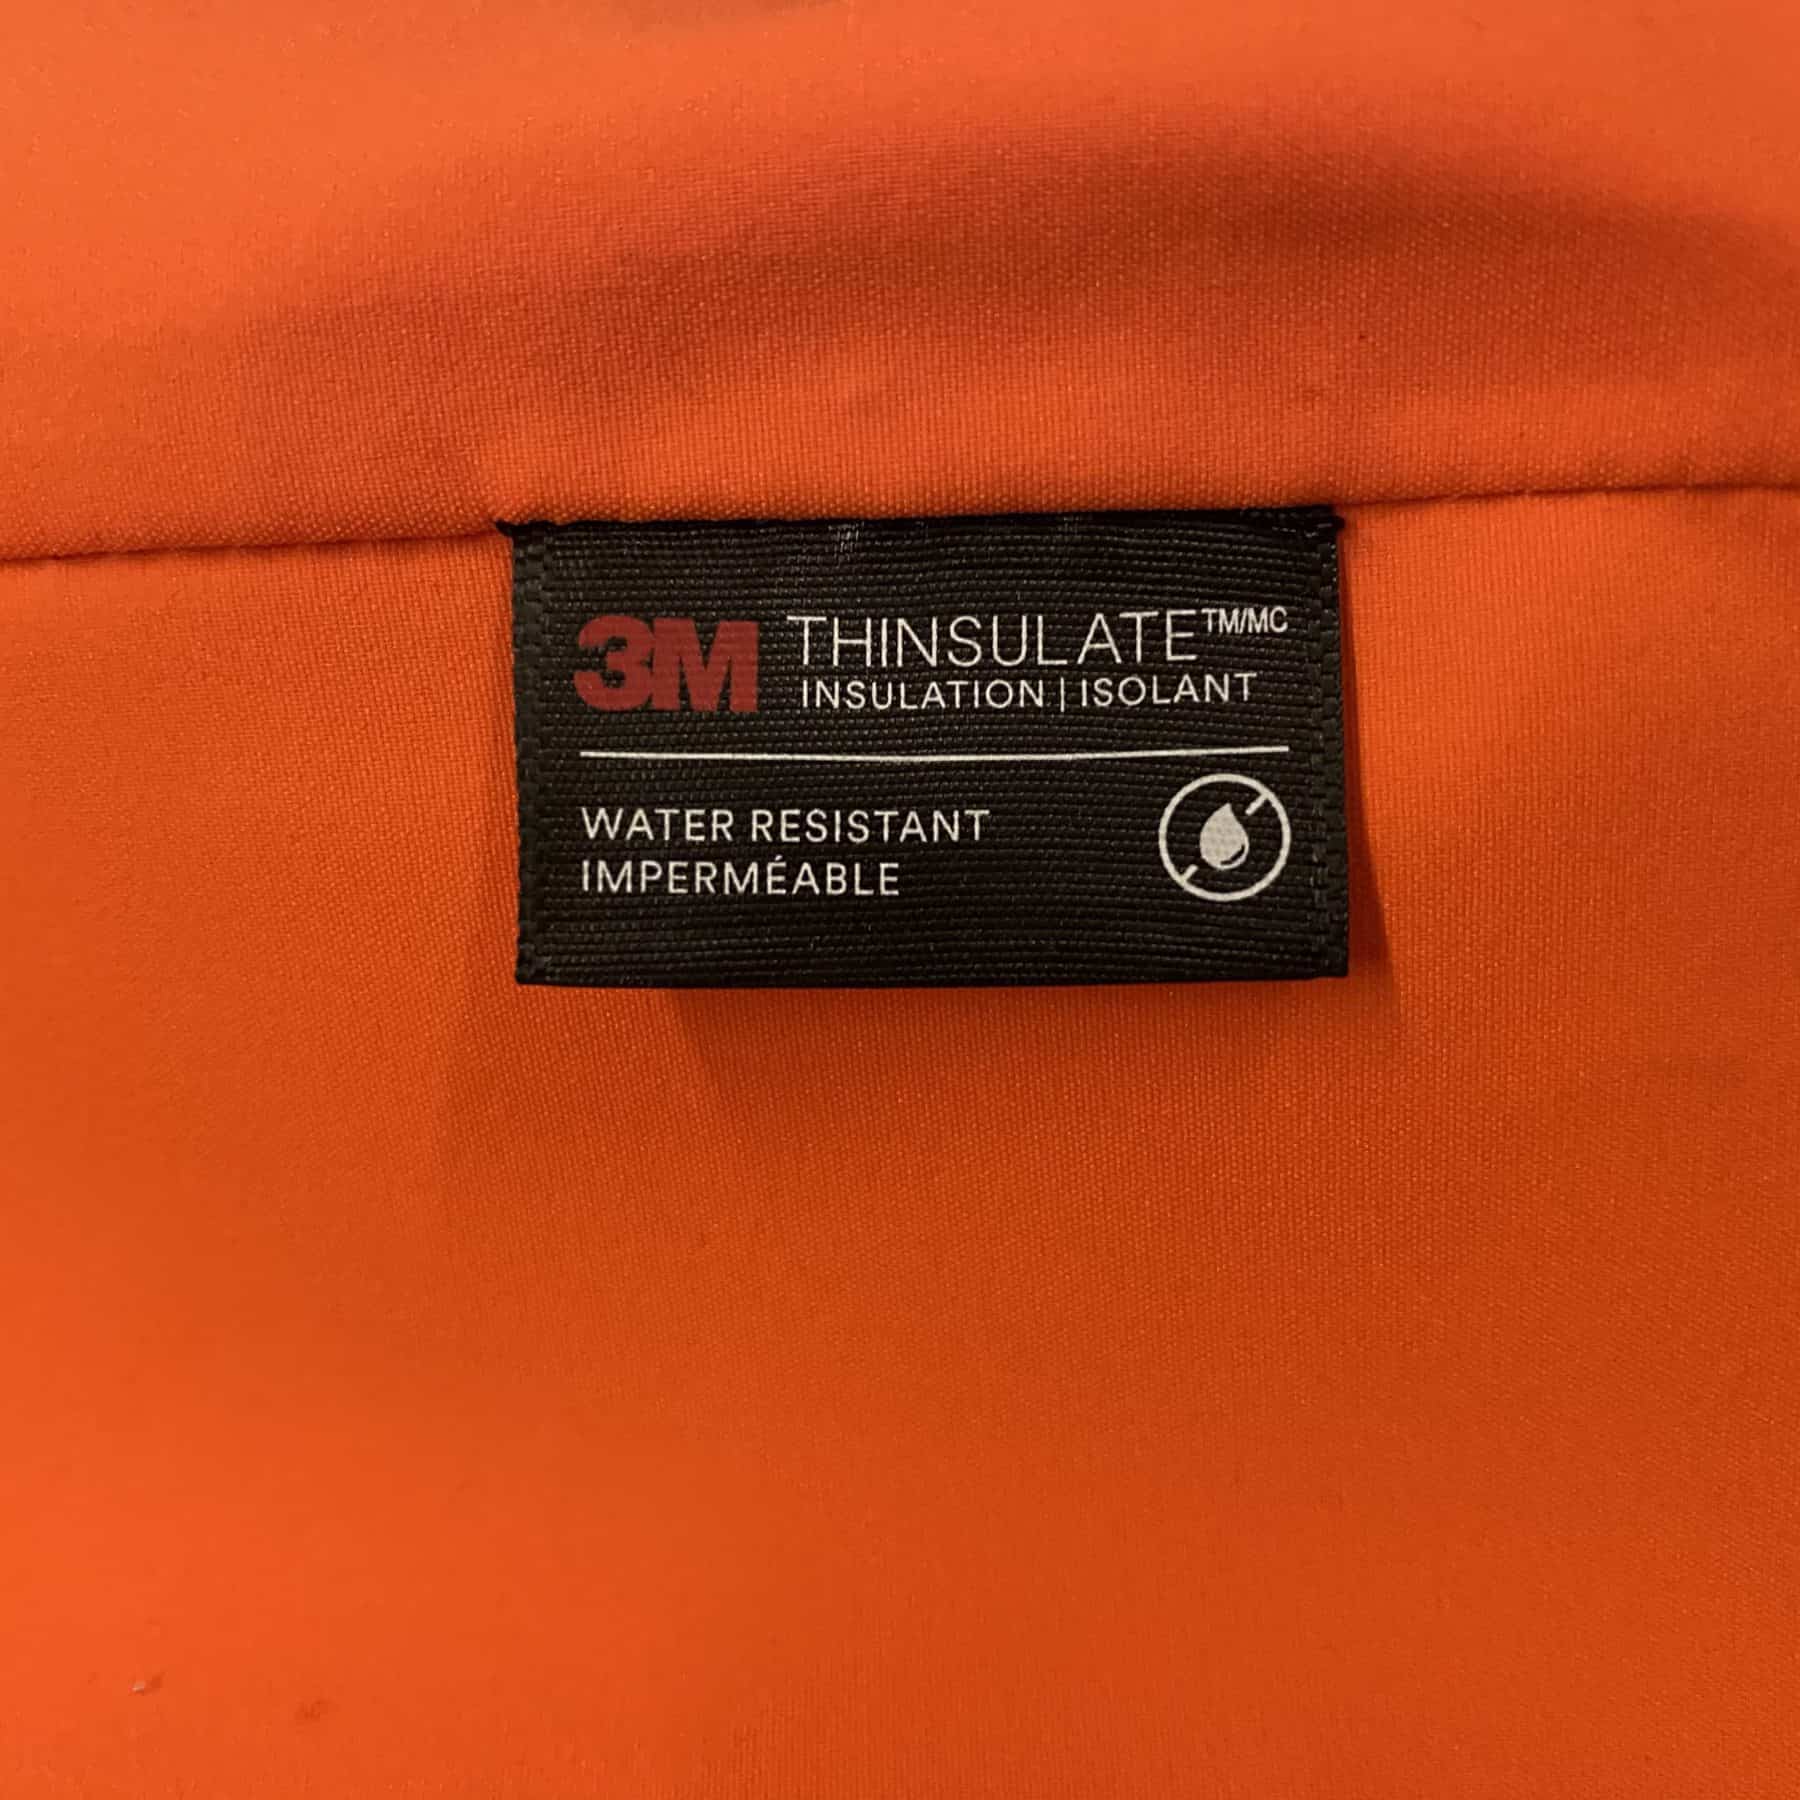 3M THINSULATE™/MC
INSULATION | ISOLANT
WATER RESISTANT
IMPERMÉABLE